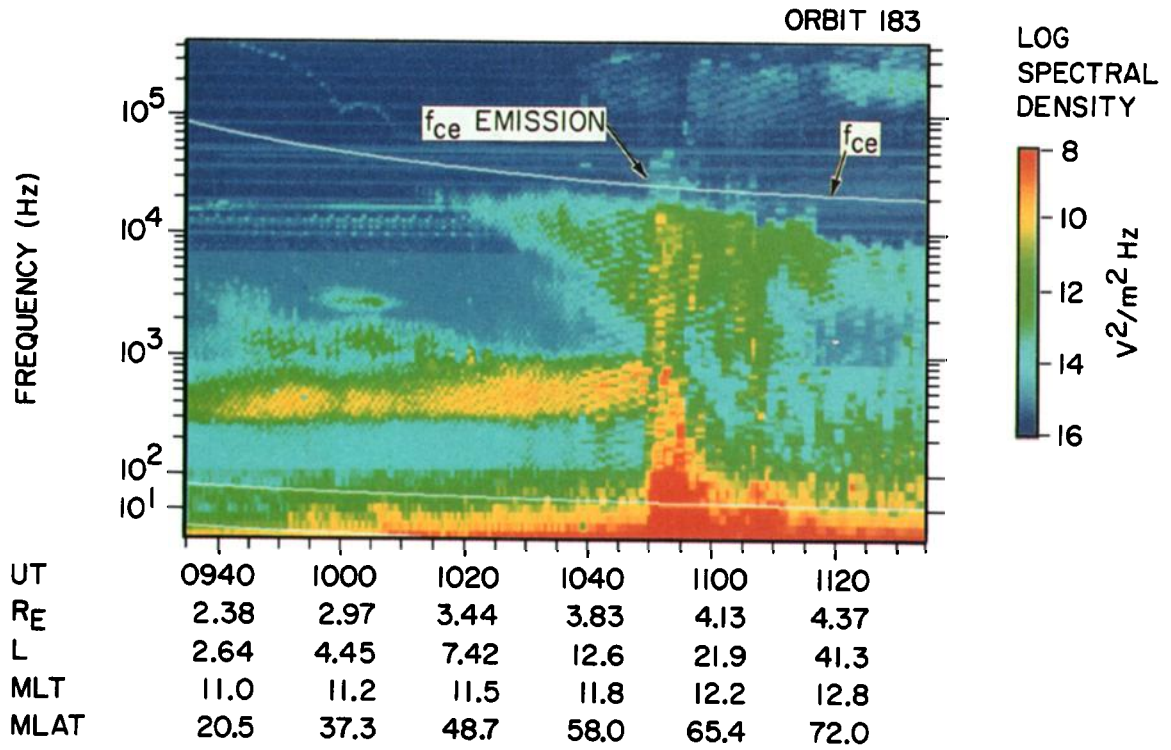 ORBIT 183
LOG
SPECTRAL
DENSITY
10^5
f_ce EMISSION
f_ce
FREQUENCY (Hz)
10^4
10^3
10^2
10^1
8
10
12
14
16
V^2/m^2 Hz
UT 0940 1000 1020 1040 1100 1120
R_E 2.38 2.97 3.44 3.83 4.13 4.37
L 2.64 4.45 7.42 12.6 21.9 41.3
MLT 11.0 11.2 11.5 11.8 12.2 12.8
MLAT 20.5 37.3 48.7 58.0 65.4 72.0